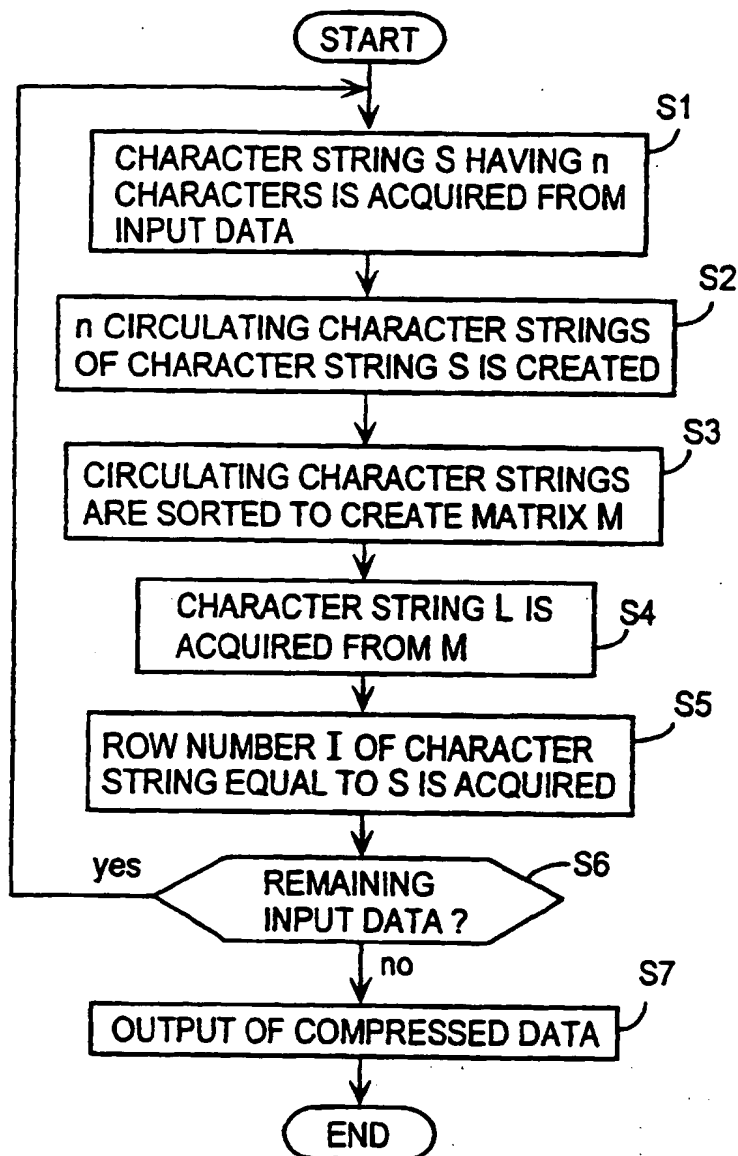 START
S1
CHARACTER STRING S HAVING n
CHARACTERS IS ACQUIRED FROM
INPUT DATA
S2
n CIRCULATING CHARACTER STRINGS
OF CHARACTER STRING S IS CREATED
S3
CIRCULATING CHARACTER STRINGS
ARE SORTED TO CREATE MATRIX M
CHARACTER STRING L IS
ACQUIRED FROM M
S4
S5
ROW NUMBER I OF CHARACTER
STRING EQUAL TO S IS ACQUIRED
yes
S6
REMAINING
INPUT DATA ?
no
S7
OUTPUT OF COMPRESSED DATA
END